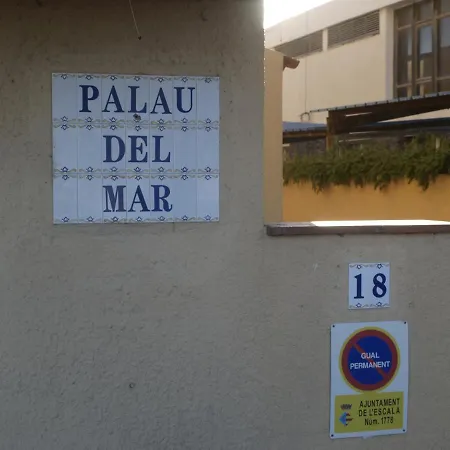 PALAU
DEL
MAR
18
GUAL
PERMANENT
AJUNTAMENT
DE L'ESCALA
Núm. 1778